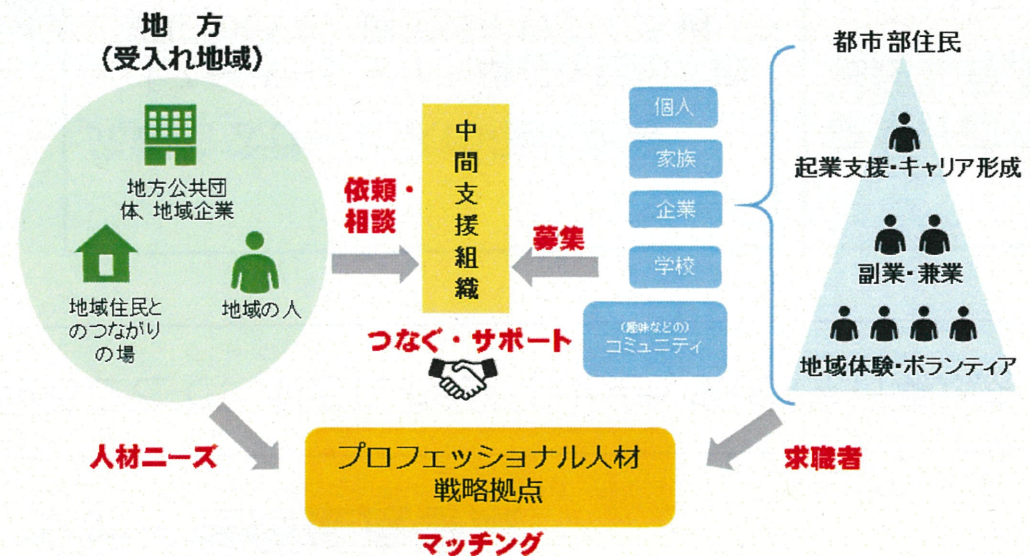 地　方
(受入れ地域)
地方公共団
体、地域企業
地域住民と
のつながり
の場
地域の人
依頼・
相談
中間支援組織
募集
つなぐ・サポート
個人
家族
企業
学校
(趣味などの)
コミュニティ
都市部住民
起業支援・キャリア形成
副業・兼業
地域体験・ボランティア
人材ニーズ
プロフェッショナル人材
戦略拠点
求職者
マッチング